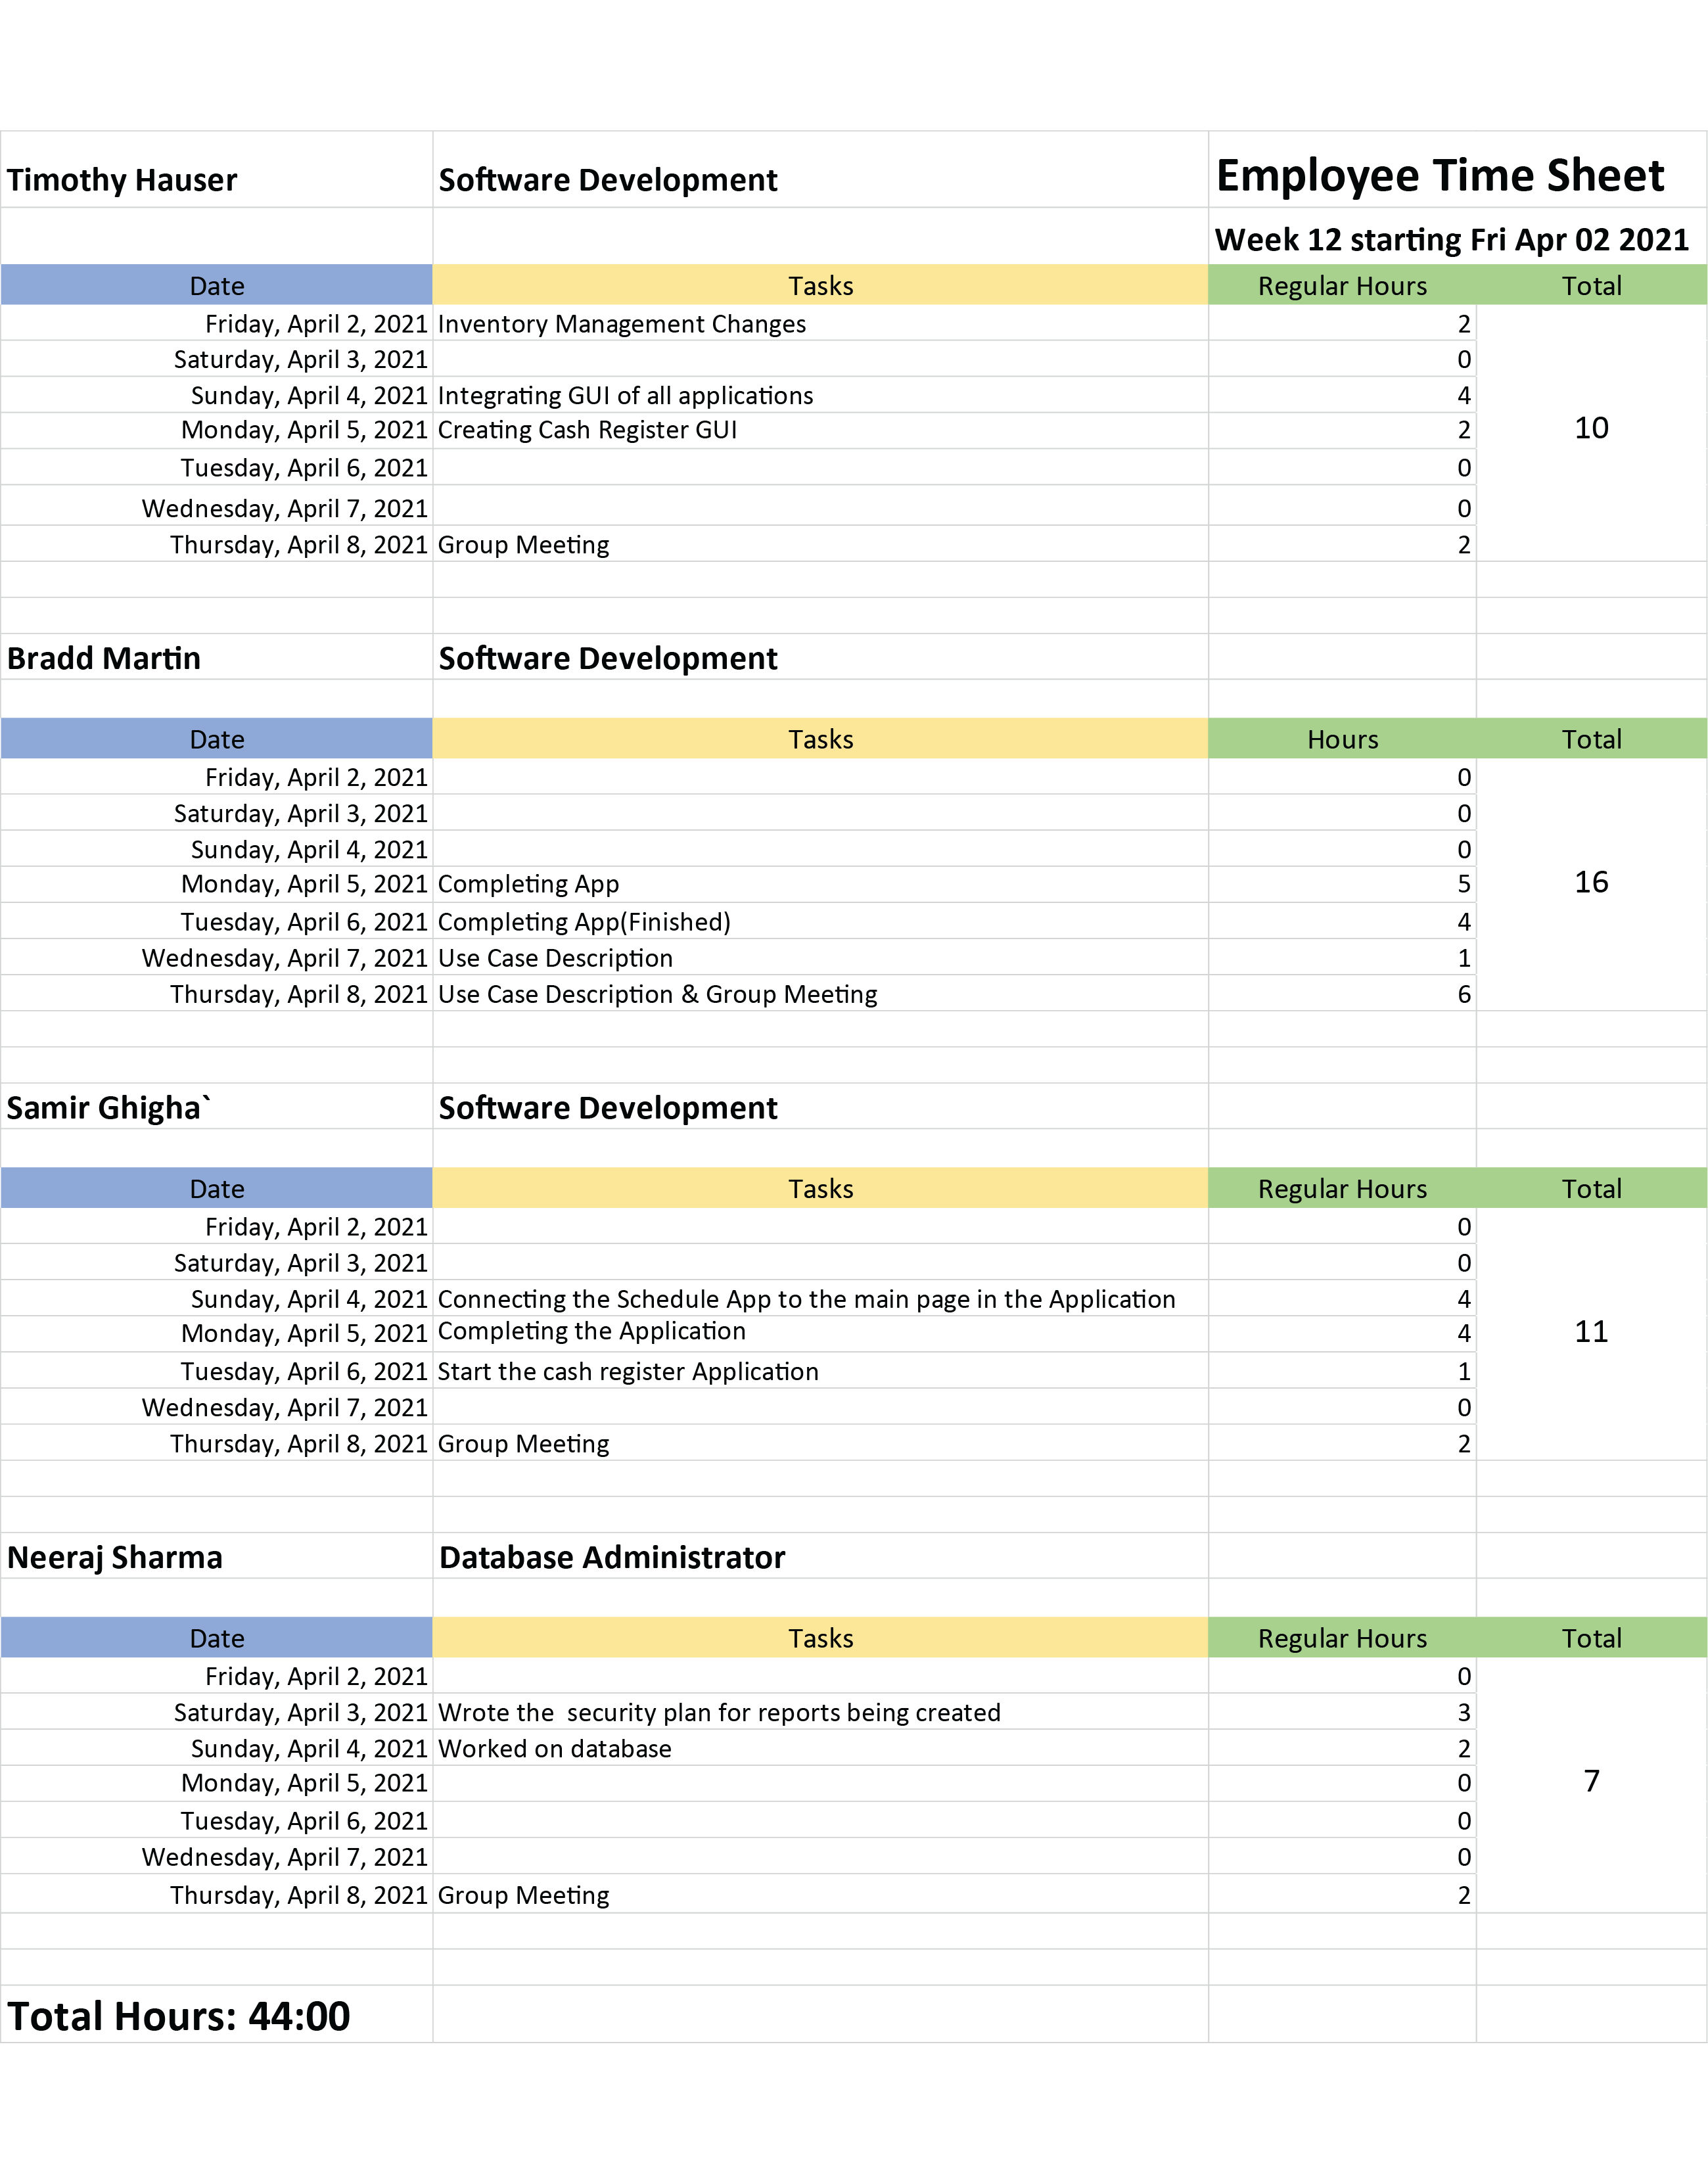 Timothy Hauser Software Development Employee Time Sheet
Week 12 starting Fri Apr 02 2021
Date Tasks Regular Hours Total
Friday, April 2, 2021 Inventory Management Changes 2
Saturday, April 3, 2021 0
Sunday, April 4, 2021 Integrating GUI of all applications 4
Monday, April 5, 2021 Creating Cash Register GUI 2 10
Tuesday, April 6, 2021 0
Wednesday, April 7, 2021 0
Thursday, April 8, 2021 Group Meeting 2
Bradd Martin Software Development
Date Tasks Hours Total
Friday, April 2, 2021 0
Saturday, April 3, 2021 0
Sunday, April 4, 2021 0
Monday, April 5, 2021 Completing App 5 16
Tuesday, April 6, 2021 Completing App(Finished) 4
Wednesday, April 7, 2021 Use Case Description 1
Thursday, April 8, 2021 Use Case Description & Group Meeting 6
Samir Ghigha` Software Development
Date Tasks Regular Hours Total
Friday, April 2, 2021 0
Saturday, April 3, 2021 0
Sunday, April 4, 2021 Connecting the Schedule App to the main page in the Application 4
Monday, April 5, 2021 Completing the Application 4 11
Tuesday, April 6, 2021 Start the cash register Application 1
Wednesday, April 7, 2021 0
Thursday, April 8, 2021 Group Meeting 2
Neeraj Sharma Database Administrator
Date Tasks Regular Hours Total
Friday, April 2, 2021 0
Saturday, April 3, 2021 Wrote the  security plan for reports being created 3
Sunday, April 4, 2021 Worked on database 2
Monday, April 5, 2021 0 7
Tuesday, April 6, 2021 0
Wednesday, April 7, 2021 0
Thursday, April 8, 2021 Group Meeting 2
Total Hours: 44:00